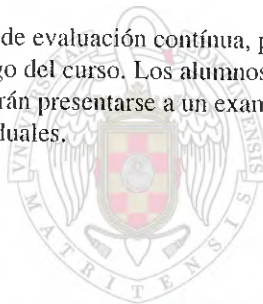 de evaluación contínua, p
go del curso. Los alumnos
rán presentarse a un exam
duales.